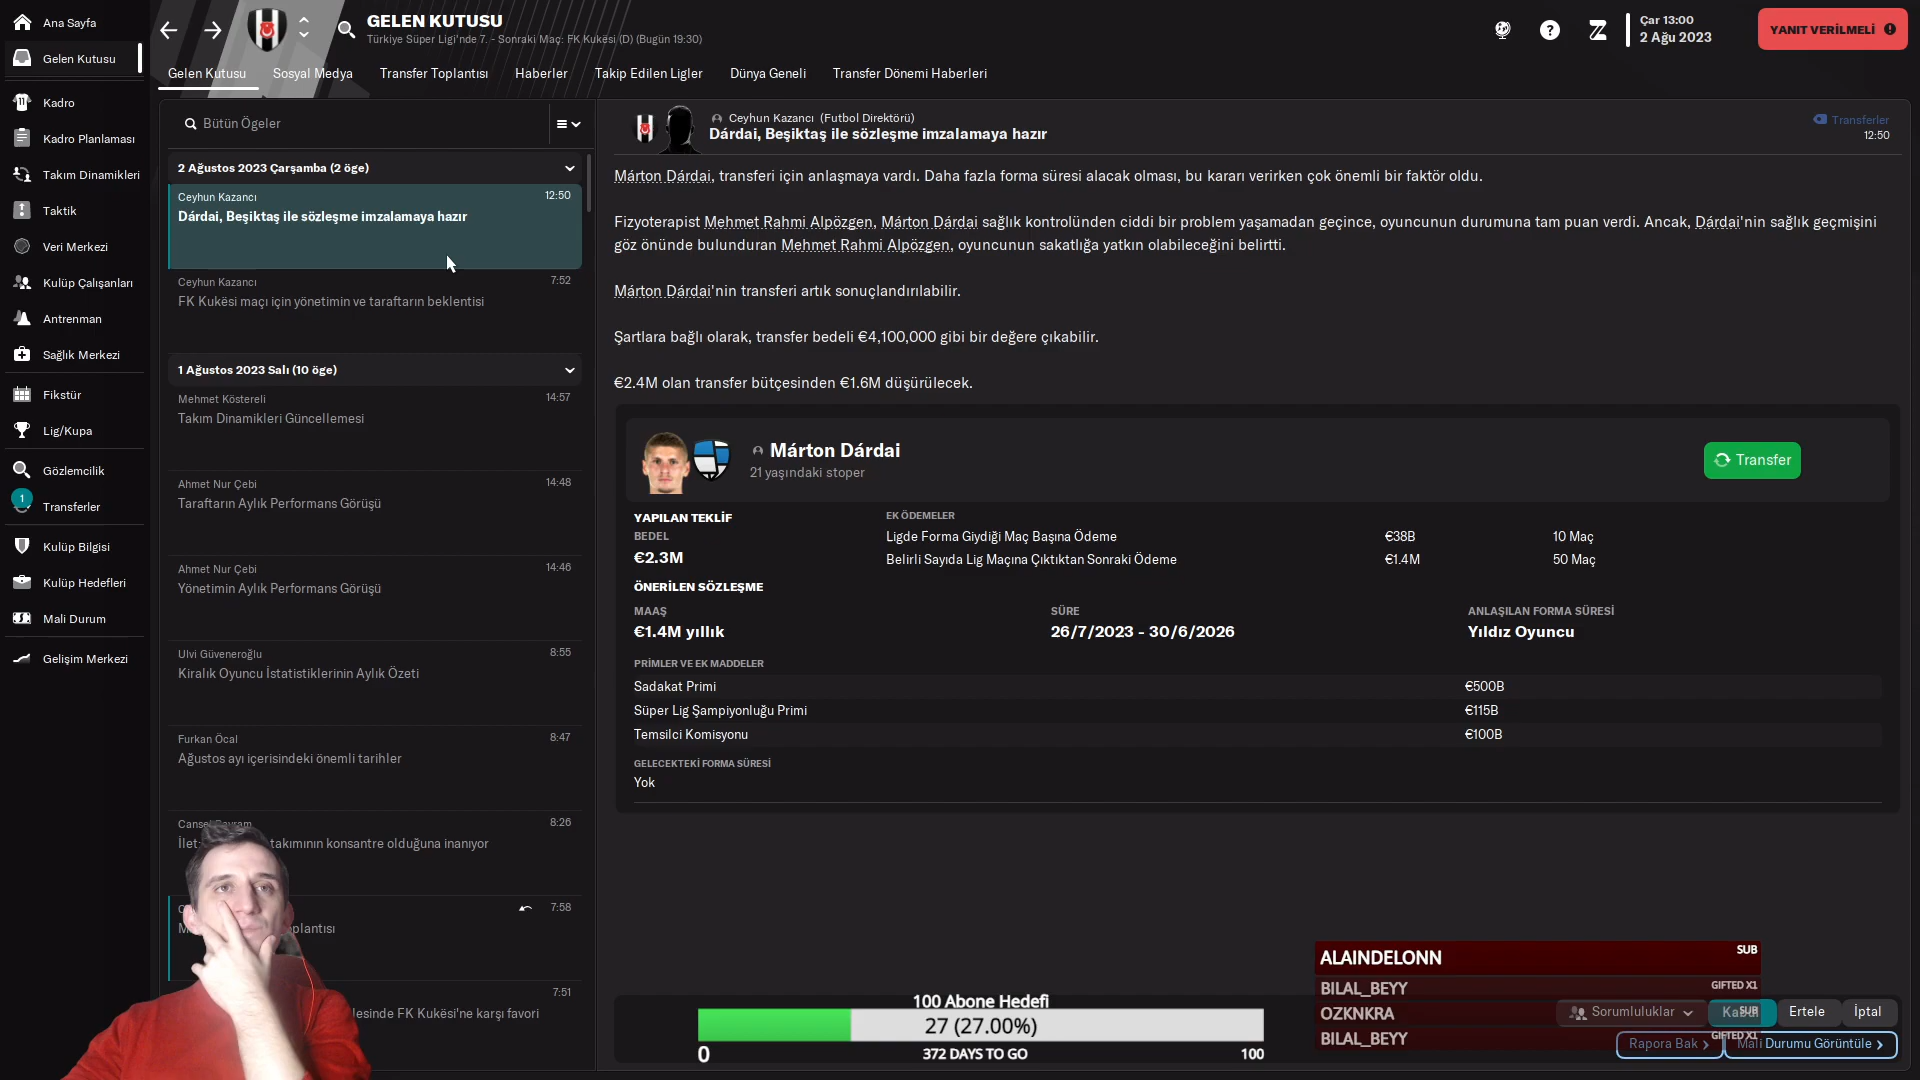 Ana Sayfa
Gelen Kutusu
Kadro
Kadro Planlaması
Takım Dinamikleri
Taktik
Veri Merkezi
Kulüp Çalışanları
Antrenman
Sağlık Merkezi
Fikstür
Lig/Kupa
Gözlemcilik
1
Transferler
Kulüp Bilgisi
Kulüp Hedefleri
Mali Durum
Gelişim Merkezi
GELEN KUTUSU
Türkiye Süper Ligi'nde 7. - Sonraki Maç: FK Kukësi (D) (Bugün 19:30)
Çar 13:00
2 Ağu 2023
YANIT VERİLMELİ
Gelen Kutusu
Sosyal Medya
Transfer Toplantısı
Haberler
Takip Edilen Ligler
Dünya Geneli
Transfer Dönemi Haberleri
Bütün Ögeler
2 Ağustos 2023 Çarşamba (2 öge)
Ceyhun Kazancı 12:50
Dárdai, Beşiktaş ile sözleşme imzalamaya hazır
Ceyhun Kazancı 7:52
FK Kukësi maçı için yönetimin ve taraftarın beklentisi
1 Ağustos 2023 Salı (10 öge)
Mehmet Köstereli 14:57
Takım Dinamikleri Güncellemesi
Ahmet Nur Çebi 14:48
Taraftarın Aylık Performans Görüşü
Ahmet Nur Çebi 14:46
Yönetimin Aylık Performans Görüşü
Ulvi Güveneroğlu 8:55
Kiralık Oyuncu İstatistiklerinin Aylık Özeti
Furkan Öcal 8:47
Ağustos ayı içerisindeki önemli tarihler
8:26
takımının konsantre olduğuna inanıyor
7:58
7:51
FK Kukësi'ne karşı favori
Ceyhun Kazancı (Futbol Direktörü)
Dárdai, Beşiktaş ile sözleşme imzalamaya hazır
Transferler
12:50
Márton Dárdai, transferi için anlaşmaya vardı. Daha fazla forma süresi alacak olması, bu kararı verirken çok önemli bir faktör oldu.
Fizyoterapist Mehmet Rahmi Alpözgen, Márton Dárdai sağlık kontrolünden ciddi bir problem yaşamadan geçince, oyuncunun durumuna tam puan verdi. Ancak, Dárdai'nin sağlık geçmişini
göz önünde bulunduran Mehmet Rahmi Alpözgen, oyuncunun sakatlığa yatkın olabileceğini belirtti.
Márton Dárdai'nin transferi artık sonuçlandırılabilir.
Şartlara bağlı olarak, transfer bedeli €4,100,000 gibi bir değere çıkabilir.
€2.4M olan transfer bütçesinden €1.6M düşürülecek.
Márton Dárdai
21 yaşındaki stoper
Transfer
YAPILAN TEKLİF
BEDEL
€2.3M
EK ÖDEMELER
Ligde Forma Giydiği Maç Başına Ödeme €38B 10 Maç
Belirli Sayıda Lig Maçına Çıktıktan Sonraki Ödeme €1.4M 50 Maç
ÖNERİLEN SÖZLEŞME
MAAŞ SÜRE ANLAŞILAN FORMA SÜRESİ
€1.4M yıllık 26/7/2023 - 30/6/2026 Yıldız Oyuncu
PRİMLER VE EK MADDELER
Sadakat Primi €500B
Süper Lig Şampiyonluğu Primi €115B
Temsilci Komisyonu €100B
GELECEKTEKİ FORMA SÜRESİ
Yok
100 Abone Hedefi
27 (27.00%)
0 372 DAYS TO GO 100
ALAINDELONN SUB
BILAL_BEYY GIFTED X1
OZKNKRA SUB
BILAL_BEYY GIFTED X1
Sorumluluklar
Ertele
İptal
Rapora Bak
Mali Durumu Görüntüle